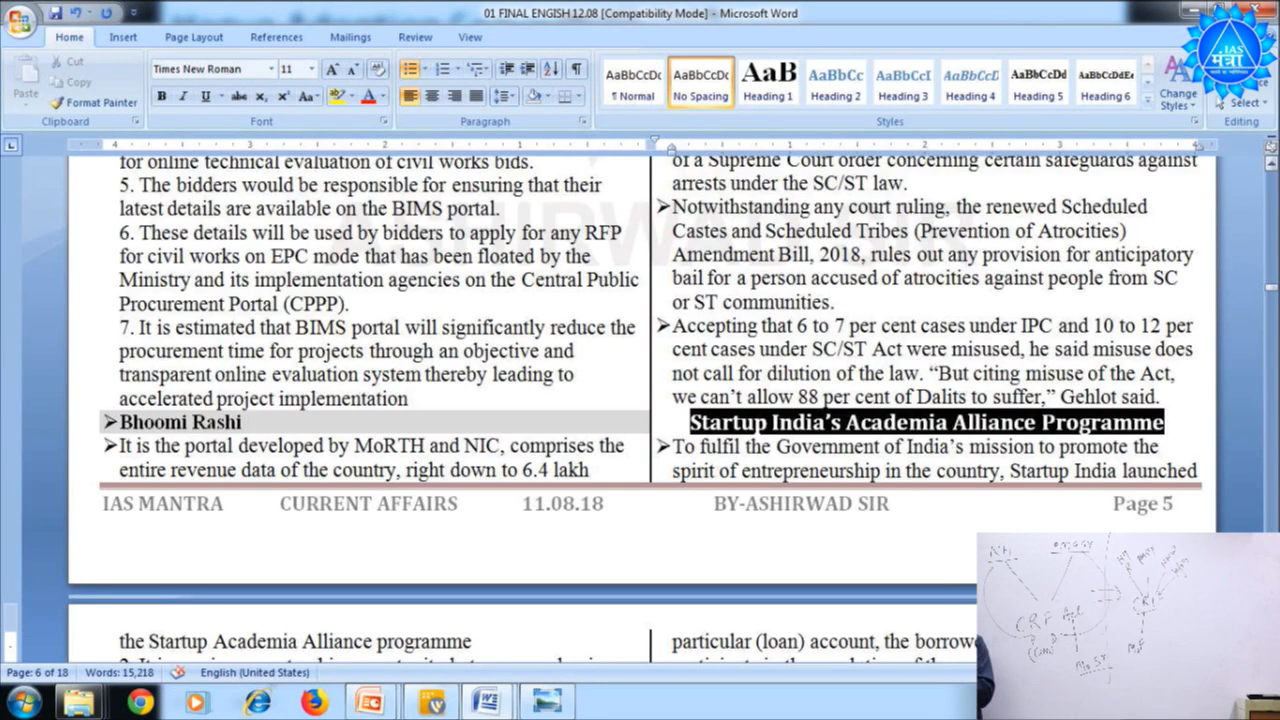 01 FINAL ENGISH 12.08 [Compatibility Mode] - Microsoft Word
Home Insert Page Layout References Mailings Review View
Cut
Copy
Paste
Format Painter
Clipboard
Times New Roman 11
Font
Paragraph
AaBbCcDc AaBbCcDc AaB AaBbCc AaBbCcI AaBbCcD AaBbCcDd AaBbCcDdEe
¶ Normal No Spacing Heading 1 Heading 2 Heading 3 Heading 4 Heading 5 Heading 6
Change Styles
Styles
Select
Editing
IAS
मंत्रा
for online technical evaluation of civil works bids.
5. The bidders would be responsible for ensuring that their
latest details are available on the BIMS portal.
6. These details will be used by bidders to apply for any RFP
for civil works on EPC mode that has been floated by the
Ministry and its implementation agencies on the Central Public
Procurement Portal (CPPP).
7. It is estimated that BIMS portal will significantly reduce the
procurement time for projects through an objective and
transparent online evaluation system thereby leading to
accelerated project implementation
➢Bhoomi Rashi
➢It is the portal developed by MoRTH and NIC, comprises the
entire revenue data of the country, right down to 6.4 lakh
of a Supreme Court order concerning certain safeguards against
arrests under the SC/ST law.
➢Notwithstanding any court ruling, the renewed Scheduled
Castes and Scheduled Tribes (Prevention of Atrocities)
Amendment Bill, 2018, rules out any provision for anticipatory
bail for a person accused of atrocities against people from SC
or ST communities.
➢Accepting that 6 to 7 per cent cases under IPC and 10 to 12 per
cent cases under SC/ST Act were misused, he said misuse does
not call for dilution of the law. “But citing misuse of the Act,
we can’t allow 88 per cent of Dalits to suffer,” Gehlot said.
Startup India’s Academia Alliance Programme
➢To fulfil the Government of India’s mission to promote the
spirit of entrepreneurship in the country, Startup India launched
IAS MANTRA CURRENT AFFAIRS 11.08.18 BY-ASHIRWAD SIR Page 5
the Startup Academia Alliance programme
particular (loan) account, the borrowe
NH
CRF Act
CRIF
Page: 6 of 18 Words: 15,218 English (United States)